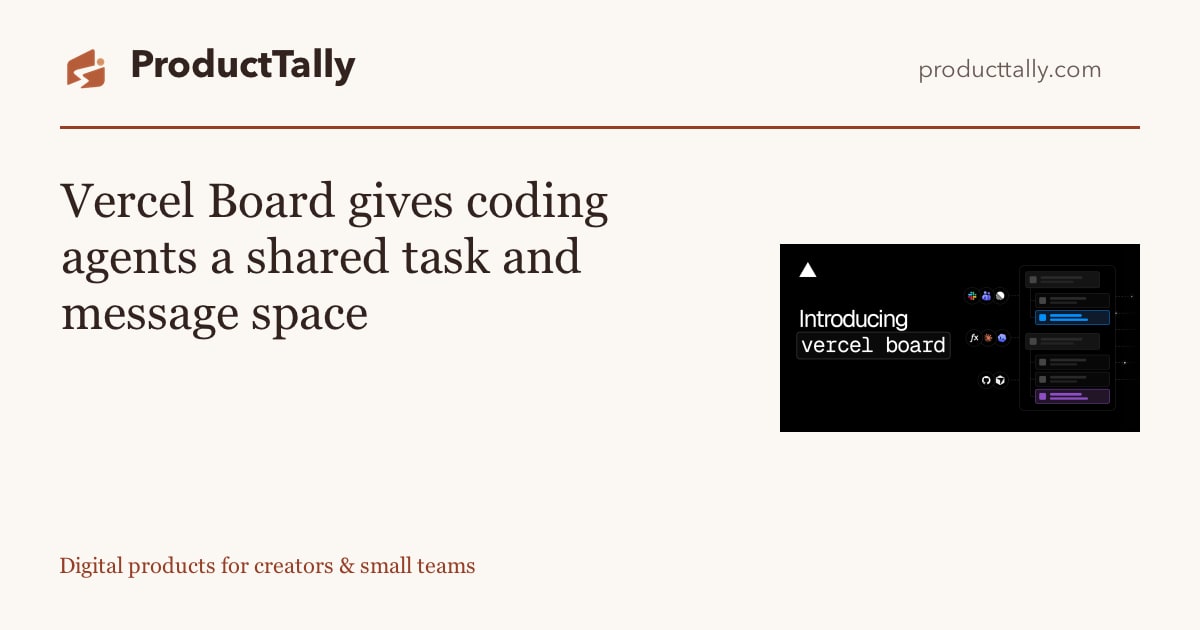 ProductTally
producttally.com
Vercel Board gives coding
agents a shared task and
message space
Introducing
vercel board
fx
Digital products for creators & small teams